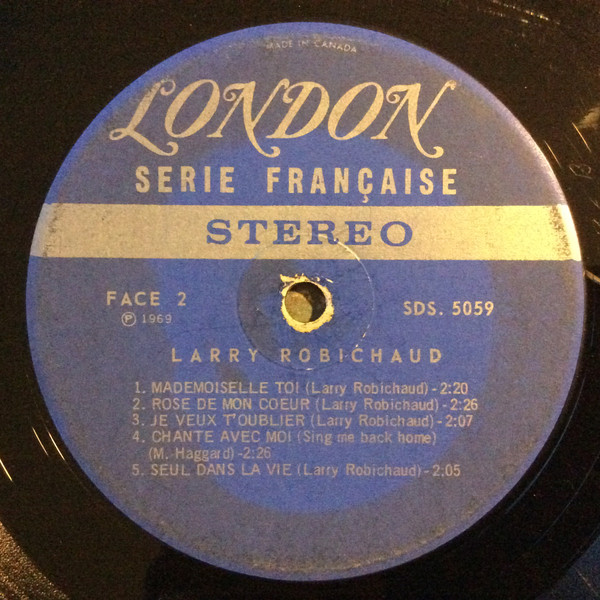 MADE IN CANADA
LONDON
SERIE FRANÇAISE
STEREO
FACE 2
℗ 1969
SDS. 5059
LARRY ROBICHAUD
1. MADEMOISELLE TOI (Larry Robichaud) - 2:20
2. ROSE DE MON COEUR (Larry Robichaud) - 2:26
3. JE VEUX T'OUBLIER (Larry Robichaud) - 2:07
4. CHANTE AVEC MOI (Sing me back home)
(M. Haggard) - 2:26
5. SEUL DANS LA VIE (Larry Robichaud) - 2:05